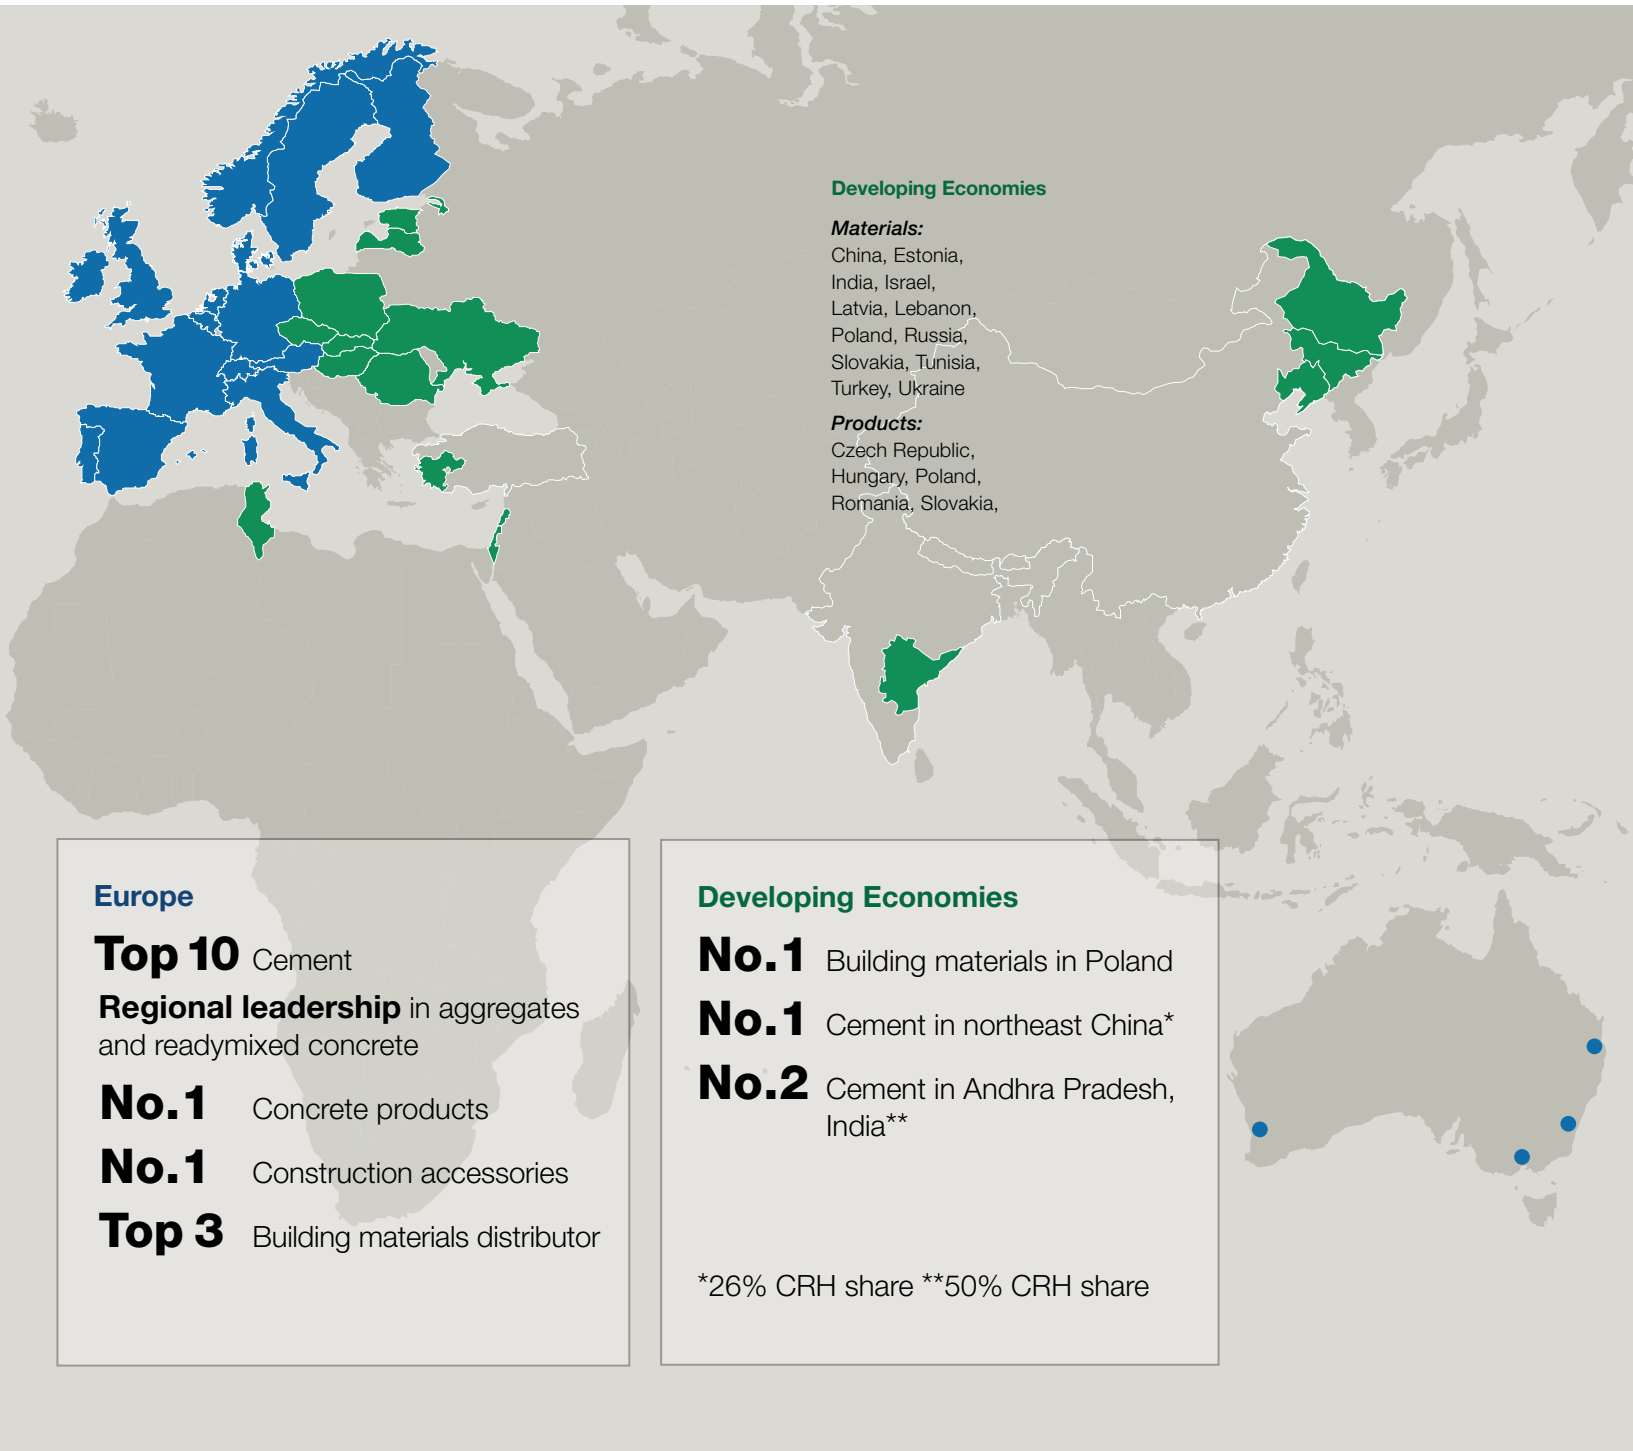 Developing Economies
Materials:
China, Estonia,
India, Israel,
Latvia, Lebanon,
Poland, Russia,
Slovakia, Tunisia,
Turkey, Ukraine
Products:
Czech Republic,
Hungary, Poland,
Romania, Slovakia,
Europe
Top 10 Cement
Regional leadership in aggregates
and readymixed concrete
No.1 Concrete products
No.1 Construction accessories
Top 3 Building materials distributor
Developing Economies
No.1 Building materials in Poland
No.1 Cement in northeast China*
No.2 Cement in Andhra Pradesh,
India**
*26% CRH share **50% CRH share